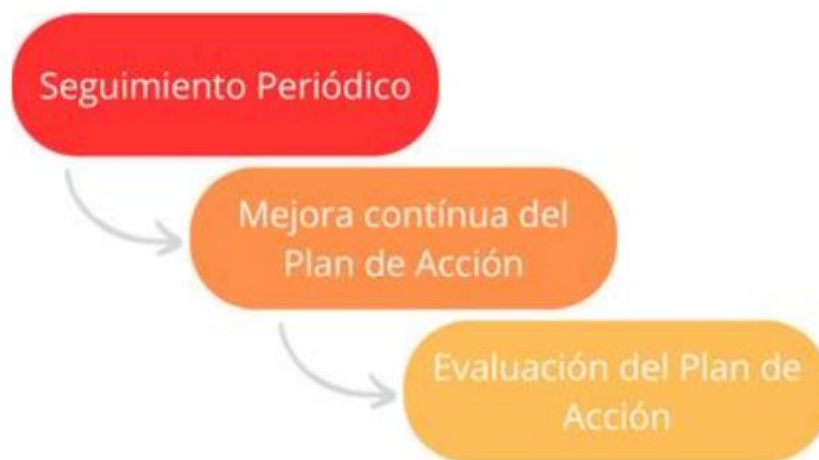 Seguimiento Periódico
Mejora contínua del
Plan de Acción
Evaluación del Plan de
Acción